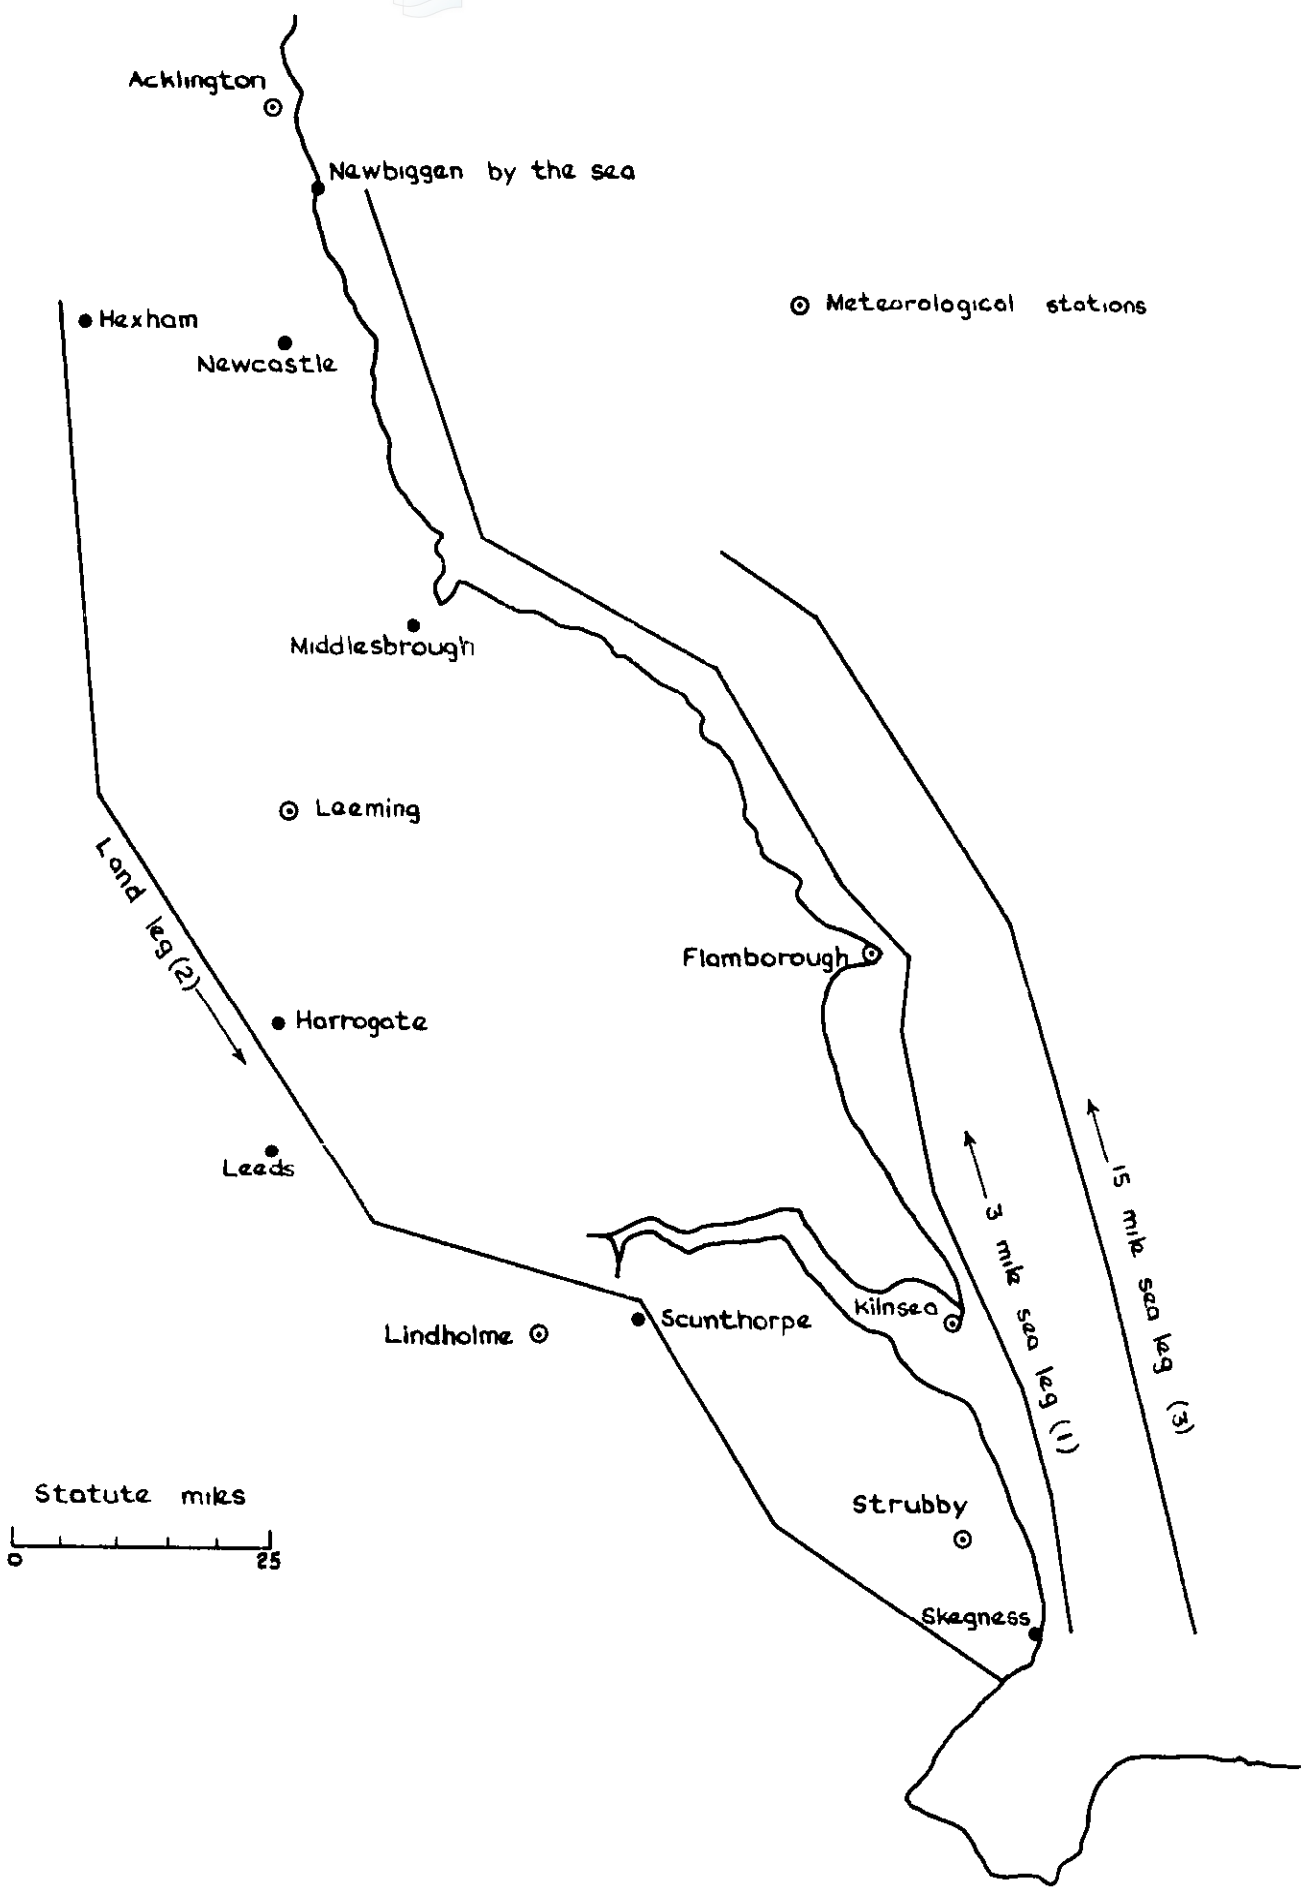 Acklington
Newbiggen by the sea
Meteorological stations
Hexham
Newcastle
Middlesbrough
Leeming
Land leg (2)
Flamborough
Harrogate
Leeds
3 mile sea leg (1)
15 mile sea leg (3)
Kilnsea
Scunthorpe
Lindholme
Statute miles
0 25
Strubby
Skegness